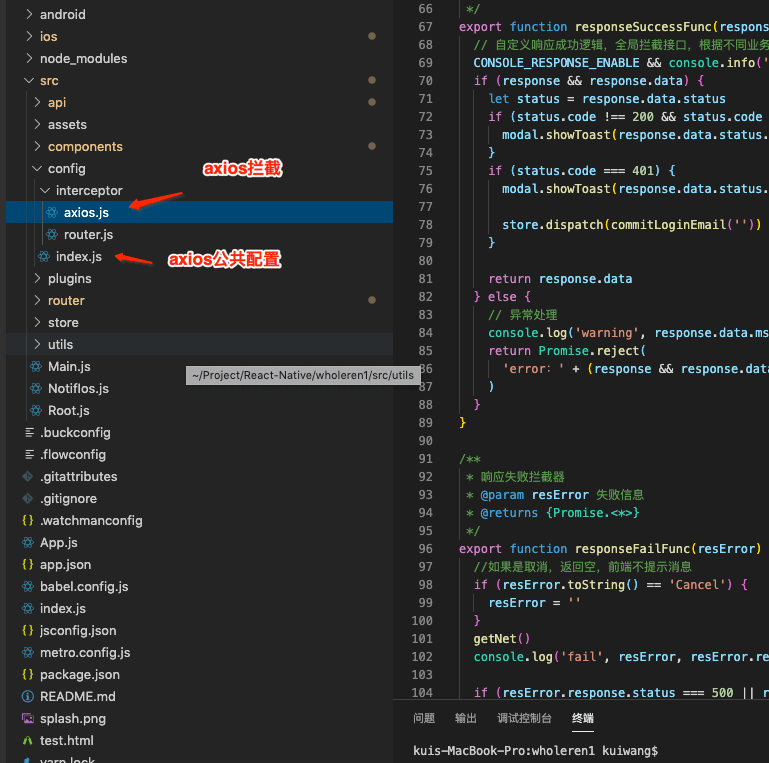 android
ios
node_modules
src
api
assets
components
config
axios拦截
interceptor
axios.js
router.js
index.js
axios公共配置
plugins
router
store
utils
Main.js
~/Project/React-Native/wholeren1/src/utils
Notiflos.js
Root.js
.buckconfig
.flowconfig
.gitattributes
.gitignore
.watchmanconfig
App.js
app.json
babel.config.js
index.js
jsconfig.json
metro.config.js
package.json
README.md
splash.png
test.html
yarn.lock
66 */
67 export function responseSuccessFunc(respons
68 // 自定义响应成功逻辑，全局拦截接口，根据不同业务
69 CONSOLE_RESPONSE_ENABLE && console.info('
70 if (response && response.data) {
71 let status = response.data.status
72 if (status.code !== 200 && status.code
73 modal.showToast(response.data.status.
74 }
75 if (status.code === 401) {
76 modal.showToast(response.data.status.
77
78 store.dispatch(commitLoginEmail(''))
79 }
80
81 return response.data
82 } else {
83 // 异常处理
84 console.log('warning', response.data.ms
85 return Promise.reject(
86 'error: ' + (response && response.data
87 )
88 }
89 }
90
91 /**
92 * 响应失败拦截器
93 * @param resError 失败信息
94 * @returns {Promise.<*>}
95 */
96 export function responseFailFunc(resError)
97 //如果是取消，返回空，前端不提示消息
98 if (resError.toString() == 'Cancel') {
99 resError = ''
100 }
101 getNet()
102 console.log('fail', resError, resError.re
103
104 if (resError.response.status === 500 || r
问题 输出 调试控制台 终端
kuis-MacBook-Pro:wholeren1 kuiwang$